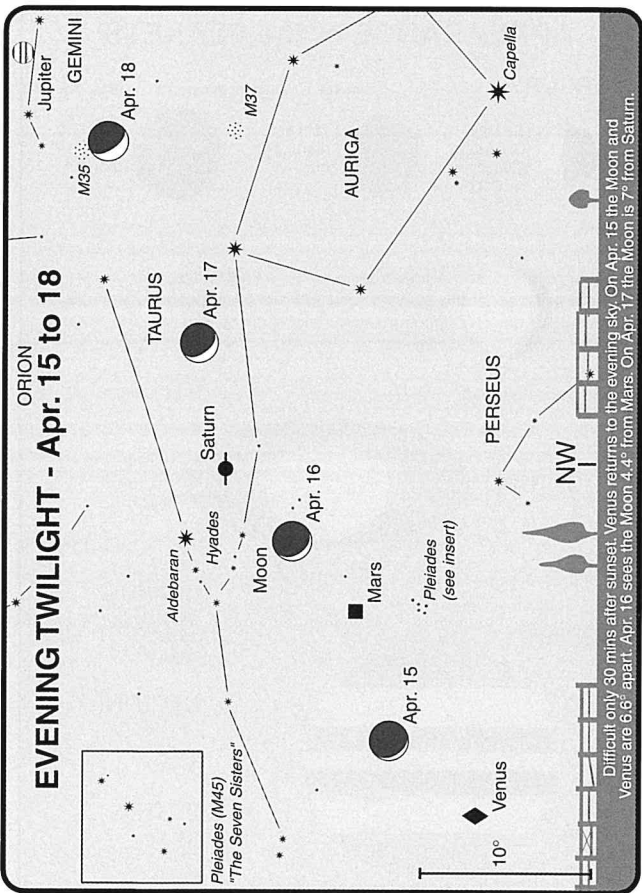 EVENING TWILIGHT - Apr. 15 to 18
ORION
Jupiter
GEMINI
M35
Apr. 18
M37
Capella
AURIGA
TAURUS
Apr. 17
Saturn
Aldebaran
Hyades
Moon
Apr. 16
Mars
Pleiades
(see insert)
PERSEUS
NW
Pleiades (M45)
"The Seven Sisters"
Apr. 15
Venus
10°
Difficult only 30 mins after sunset. Venus returns to the evening sky. On Apr. 15 the Moon and
Venus are 6.6° apart. Apr. 16 sees the Moon 4.4° from Mars. On Apr. 17 the Moon is 7° from Saturn.